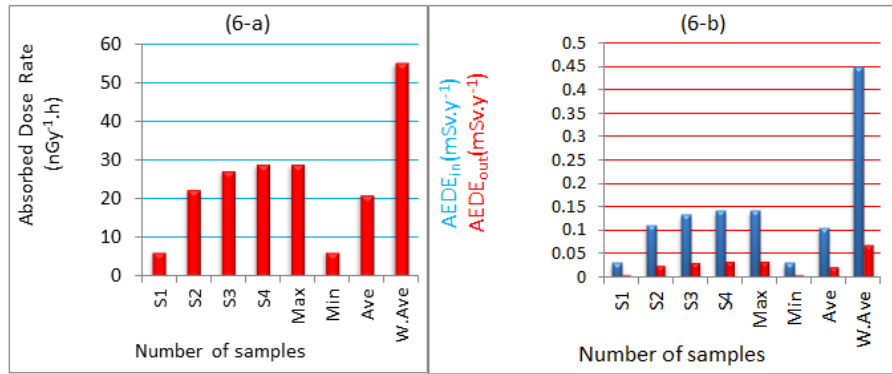 (6-a)
Absorbed Dose Rate
(nGy⁻¹.h)
60
50
40
30
20
10
0
S1
S2
S3
S4
Max
Min
Ave
W.Ave
Number of samples
(6-b)
AEDEin(mSv.y⁻¹)
AEDEout(mSv.y⁻¹)
0.5
0.45
0.4
0.35
0.3
0.25
0.2
0.15
0.1
0.05
0
S1
S2
S3
S4
Max
Min
Ave
W.Ave
Number of samples